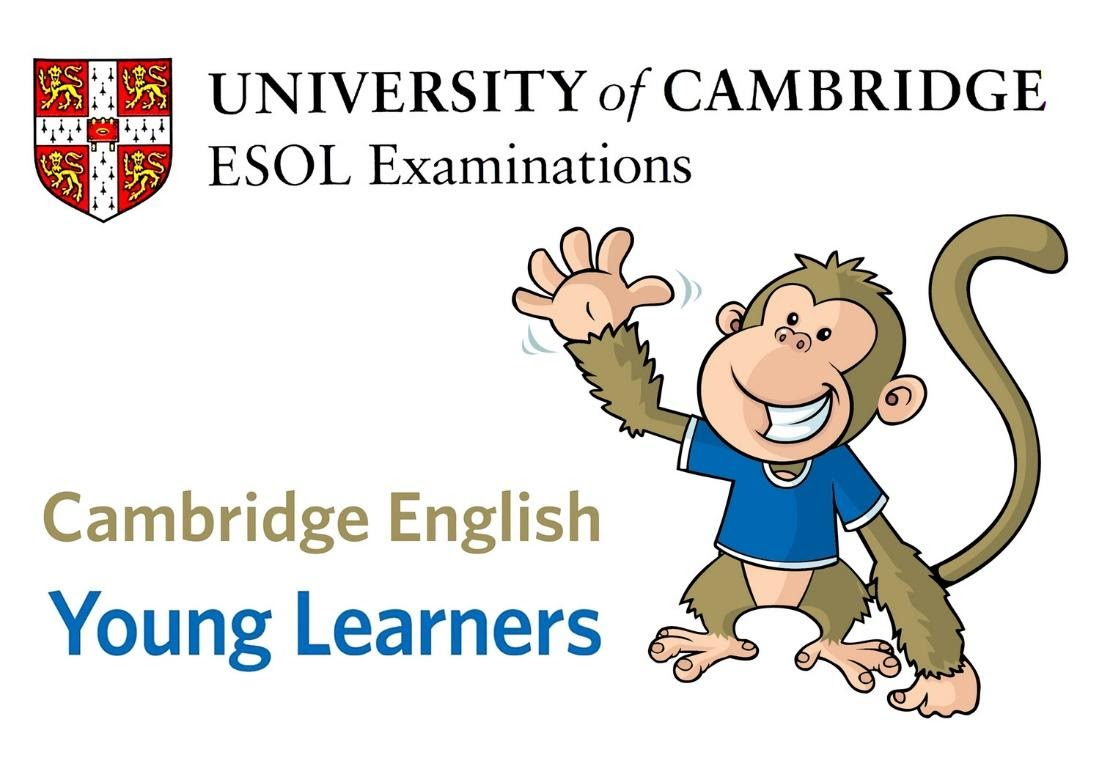 UNIVERSITY of CAMBRIDGE
ESOL Examinations
Cambridge English
Young Learners